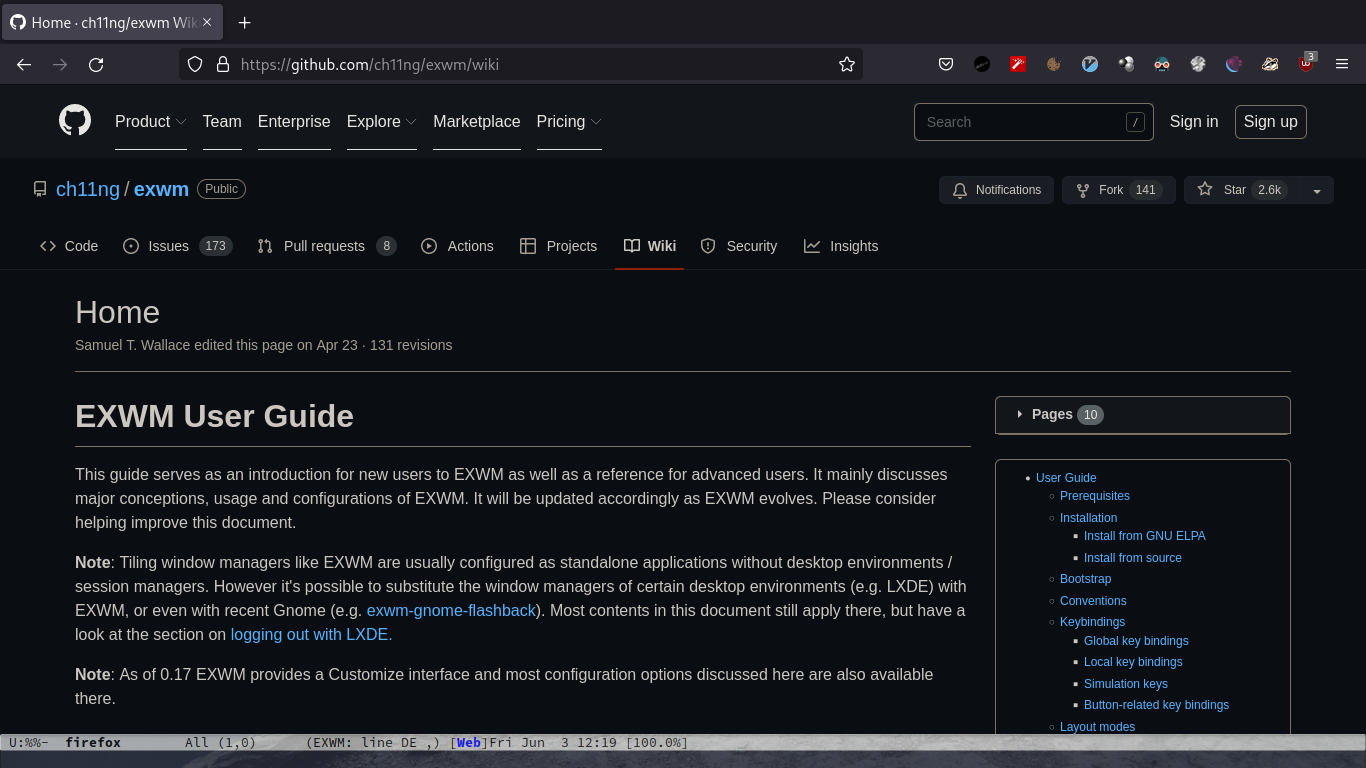 Home · ch11ng/exwm Wik
https://github.com/ch11ng/exwm/wiki
3
Product Team Enterprise Explore Marketplace Pricing
Search /
Sign in
Sign up
ch11ng / exwm Public
Notifications
Fork 141
Star 2.6k
Code
Issues 173
Pull requests 8
Actions
Projects
Wiki
Security
Insights
Home
Samuel T. Wallace edited this page on Apr 23 · 131 revisions
EXWM User Guide
This guide serves as an introduction for new users to EXWM as well as a reference for advanced users. It mainly discusses
major conceptions, usage and configurations of EXWM. It will be updated accordingly as EXWM evolves. Please consider
helping improve this document.
Note: Tiling window managers like EXWM are usually configured as standalone applications without desktop environments /
session managers. However it's possible to substitute the window managers of certain desktop environments (e.g. LXDE) with
EXWM, or even with recent Gnome (e.g. exwm-gnome-flashback). Most contents in this document still apply there, but have a
look at the section on logging out with LXDE.
Note: As of 0.17 EXWM provides a Customize interface and most configuration options discussed here are also available
there.
Pages 10
User Guide
Prerequisites
Installation
Install from GNU ELPA
Install from source
Bootstrap
Conventions
Keybindings
Global key bindings
Local key bindings
Simulation keys
Button-related key bindings
Layout modes
U:%%- firefox All (1,0) (EXWM: line DE ,) [Web]Fri Jun 3 12:19 [100.0%]